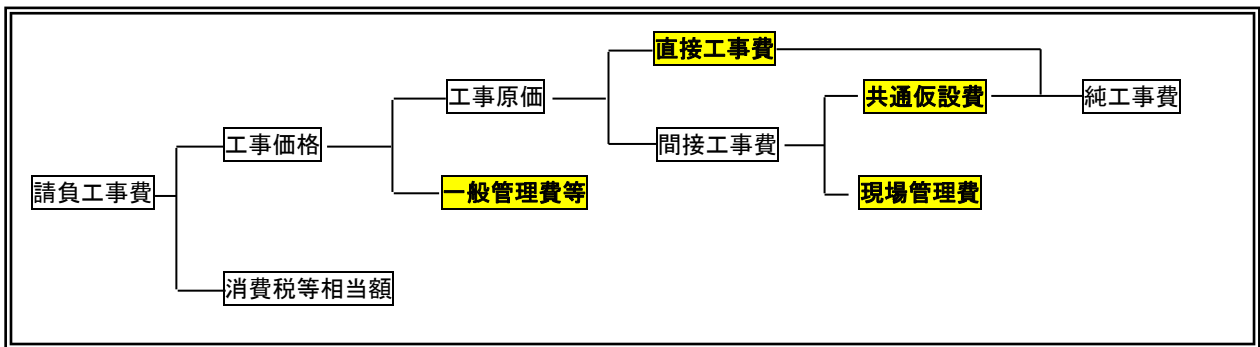 直接工事費
工事原価
共通仮設費
純工事費
工事価格
間接工事費
請負工事費
一般管理費等
現場管理費
消費税等相当額